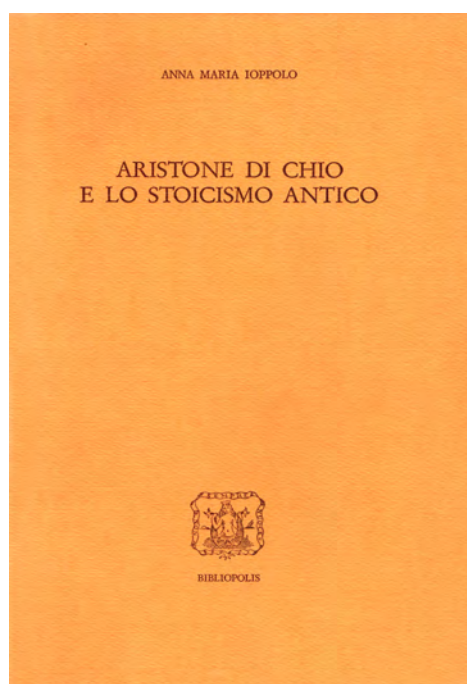 ANNA MARIA IOPPOLO
ARISTONE DI CHIO
E LO STOICISMO ANTICO
BIBLIOPOLIS